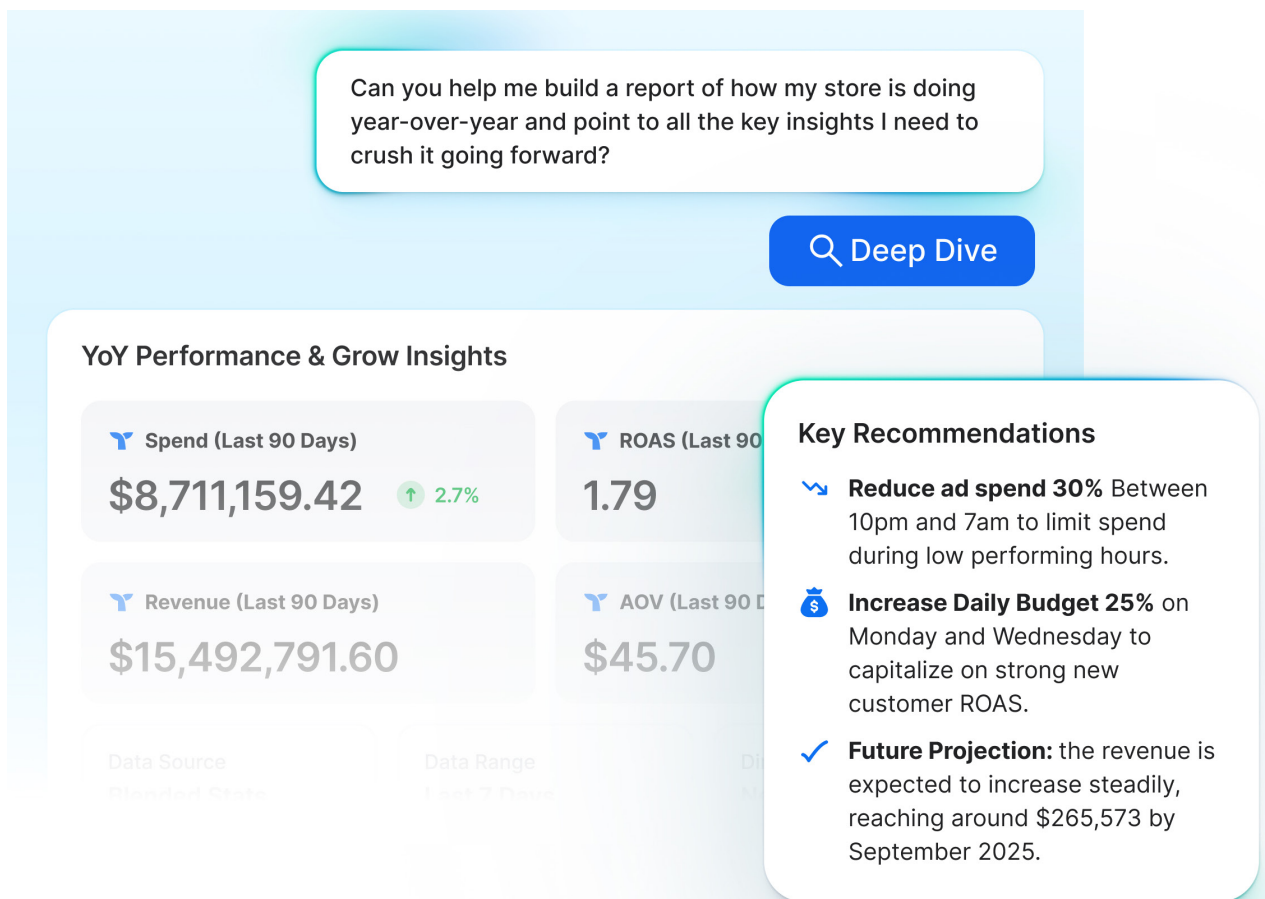 Can you help me build a report of how my store is doing
year-over-year and point to all the key insights I need to
crush it going forward?
Deep Dive
YoY Performance & Grow Insights
Spend (Last 90 Days)
$8,711,159.42
2.7%
ROAS (Last 90
1.79
Revenue (Last 90 Days)
$15,492,791.60
AOV (Last 90
$45.70
Data Source
Blended Stats
Data Range
Last 7 Days
Key Recommendations
Reduce ad spend 30% Between
10pm and 7am to limit spend
during low performing hours.
Increase Daily Budget 25% on
Monday and Wednesday to
capitalize on strong new
customer ROAS.
Future Projection: the revenue is
expected to increase steadily,
reaching around $265,573 by
September 2025.